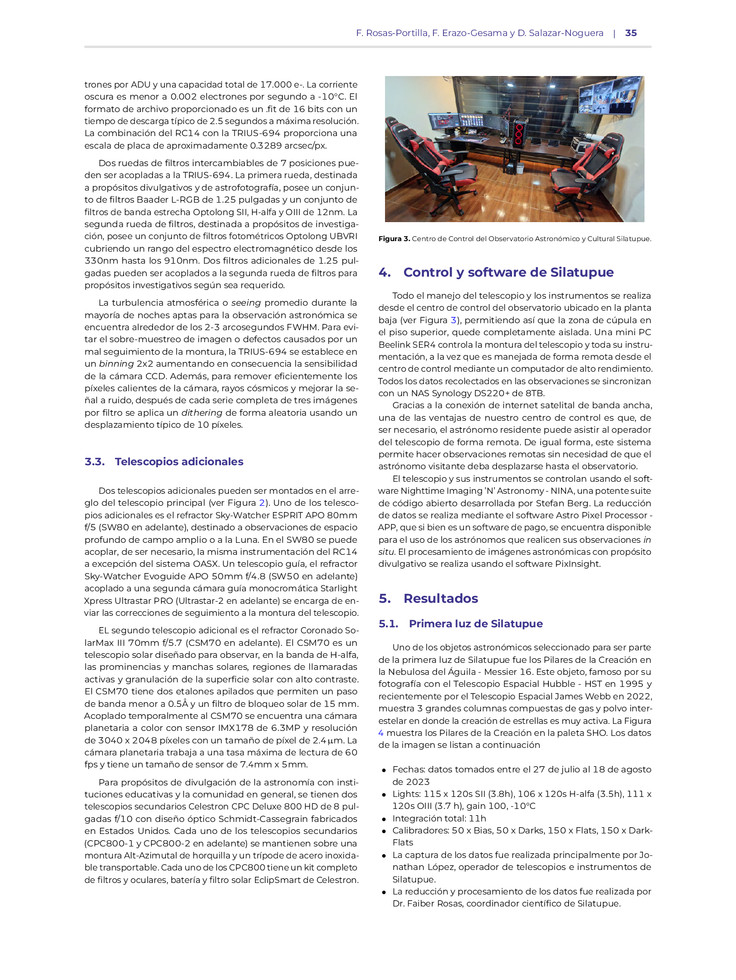 F. Rosas-Portilla, F. Erazo-Gesama y D. Salazar-Noguera | 35
trones por ADU y una capacidad total de 17.000 e-. La corriente
oscura es menor a 0.002 electrones por segundo a -10°C. El
formato de archivo proporcionado es un .fit de 16 bits con un
tiempo de descarga típico de 2.5 segundos a máxima resolución.
La combinación del RC14 con la TRIUS-694 proporciona una
escala de placa de aproximadamente 0.3289 arcsec/px.
Dos ruedas de filtros intercambiables de 7 posiciones pue-
den ser acopladas a la TRIUS-694. La primera rueda, destinada
a propósitos divulgativos y de astrofotografía, posee un conjun-
to de filtros Baader L-RGB de 1.25 pulgadas y un conjunto de
filtros de banda estrecha Optolong SII, H-alfa y OIII de 12nm. La
segunda rueda de filtros, destinada a propósitos de investiga-
ción, posee un conjunto de filtros fotométricos Optolong UBVRI
cubriendo un rango del espectro electromagnético desde los
330nm hasta los 910nm. Dos filtros adicionales de 1.25 pul-
gadas pueden ser acoplados a la segunda rueda de filtros para
propósitos investigativos según sea requerido.
La turbulencia atmosférica o seeing promedio durante la
mayoría de noches aptas para la observación astronómica se
encuentra alrededor de los 2-3 arcosegundos FWHM. Para evi-
tar el sobre-muestreo de imagen o defectos causados por un
mal seguimiento de la montura, la TRIUS-694 se establece en
un binning 2x2 aumentando en consecuencia la sensibilidad
de la cámara CCD. Además, para remover eficientemente los
píxeles calientes de la cámara, rayos cósmicos y mejorar la se-
ñal a ruido, después de cada serie completa de tres imágenes
por filtro se aplica un dithering de forma aleatoria usando un
desplazamiento típico de 10 píxeles.
3.3. Telescopios adicionales
Dos telescopios adicionales pueden ser montados en el arre-
glo del telescopio principal (ver Figura 2). Uno de los telesco-
pios adicionales es el refractor Sky-Watcher ESPRIT APO 80mm
f/5 (SW80 en adelante), destinado a observaciones de espacio
profundo de campo amplio o a la Luna. En el SW80 se puede
acoplar, de ser necesario, la misma instrumentación del RC14
a excepción del sistema OASX. Un telescopio guía, el refractor
Sky-Watcher Evoguide APO 50mm f/4.8 (SW50 en adelante)
acoplado a una segunda cámara guía monocromática Starlight
Xpress Ultrastar PRO (Ultrastar-2 en adelante) se encarga de en-
viar las correcciones de seguimiento a la montura del telescopio.
EL segundo telescopio adicional es el refractor Coronado So-
larMax III 70mm f/5.7 (CSM70 en adelante). El CSM70 es un
telescopio solar diseñado para observar, en la banda de H-alfa,
las prominencias y manchas solares, regiones de llamaradas
activas y granulación de la superficie solar con alto contraste.
El CSM70 tiene dos etalones apilados que permiten un paso
de banda menor a 0.5Å y un filtro de bloqueo solar de 15 mm.
Acoplado temporalmente al CSM70 se encuentra una cámara
planetaria a color con sensor IMX178 de 6.3MP y resolución
de 3040 x 2048 píxeles con un tamaño de píxel de 2.4μm. La
cámara planetaria trabaja a una tasa máxima de lectura de 60
fps y tiene un tamaño de sensor de 7.4mm x 5mm.
Para propósitos de divulgación de la astronomía con insti-
tuciones educativas y la comunidad en general, se tienen dos
telescopios secundarios Celestron CPC Deluxe 800 HD de 8 pul-
gadas f/10 con diseño óptico Schmidt-Cassegrain fabricados
en Estados Unidos. Cada uno de los telescopios secundarios
(CPC800-1 y CPC800-2 en adelante) se mantienen sobre una
montura Alt-Azimutal de horquilla y un trípode de acero inoxida-
ble transportable. Cada uno de los CPC800 tiene un kit completo
de filtros y oculares, batería y filtro solar EclipSmart de Celestron.
Figura 3. Centro de Control del Observatorio Astronómico y Cultural Silatupue.
4. Control y software de Silatupue
Todo el manejo del telescopio y los instrumentos se realiza
desde el centro de control del observatorio ubicado en la planta
baja (ver Figura 3), permitiendo así que la zona de cúpula en
el piso superior, quede completamente aislada. Una mini PC
Beelink SER4 controla la montura del telescopio y toda su instru-
mentación, a la vez que es manejada de forma remota desde el
centro de control mediante un computador de alto rendimiento.
Todos los datos recolectados en las observaciones se sincronizan
con un NAS Synology DS220+ de 8TB.
Gracias a la conexión de internet satelital de banda ancha,
una de las ventajas de nuestro centro de control es que, de
ser necesario, el astrónomo residente puede asistir al operador
del telescopio de forma remota. De igual forma, este sistema
permite hacer observaciones remotas sin necesidad de que el
astrónomo visitante deba desplazarse hasta el observatorio.
El telescopio y sus instrumentos se controlan usando el soft-
ware Nighttime Imaging 'N' Astronomy - NINA, una potente suite
de código abierto desarrollada por Stefan Berg. La reducción
de datos se realiza mediante el software Astro Pixel Processor -
APP, que si bien es un software de pago, se encuentra disponible
para el uso de los astrónomos que realicen sus observaciones in
situ. El procesamiento de imágenes astronómicas con propósito
divulgativo se realiza usando el software PixInsight.
5. Resultados
5.1. Primera luz de Silatupue
Uno de los objetos astronómicos seleccionado para ser parte
de la primera luz de Silatupue fue los Pilares de la Creación en
la Nebulosa del Águila - Messier 16. Este objeto, famoso por su
fotografía con el Telescopio Espacial Hubble - HST en 1995 y
recientemente por el Telescopio Espacial James Webb en 2022,
muestra 3 grandes columnas compuestas de gas y polvo inter-
estelar en donde la creación de estrellas es muy activa. La Figura
4 muestra los Pilares de la Creación en la paleta SHO. Los datos
de la imagen se listan a continuación
• Fechas: datos tomados entre el 27 de julio al 18 de agosto
de 2023
• Lights: 115 x 120s SII (3.8h), 106 x 120s H-alfa (3.5h), 111 x
120s OIII (3.7 h), gain 100, -10°C
• Integración total: 11h
• Calibradores: 50 x Bias, 50 x Darks, 150 x Flats, 150 x Dark-
Flats
• La captura de los datos fue realizada principalmente por Jo-
nathan López, operador de telescopios e instrumentos de
Silatupue.
• La reducción y procesamiento de los datos fue realizada por
Dr. Faiber Rosas, coordinador científico de Silatupue.